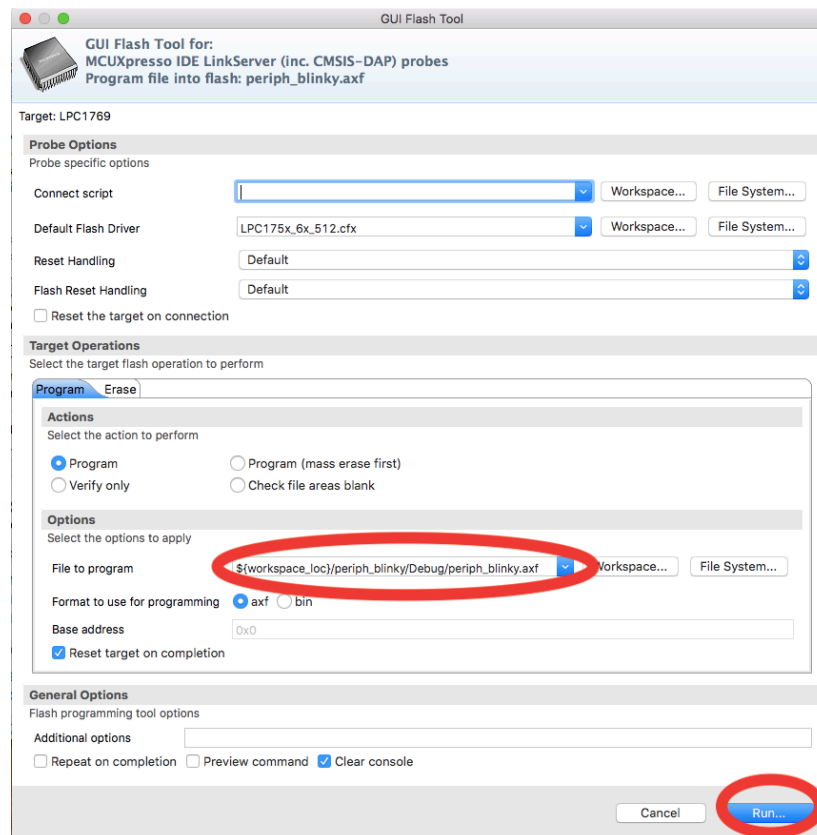 GUI Flash Tool
GUI Flash Tool for:
MCUXpresso IDE LinkServer (inc. CMSIS-DAP) probes
Program file into flash: periph_blinky.axf
Target: LPC1769
Probe Options
Probe specific options
Connect script Workspace... File System...
Default Flash Driver LPC175x_6x_512.cfx Workspace... File System...
Reset Handling Default
Flash Reset Handling Default
Reset the target on connection
Target Operations
Select the target flash operation to perform
Program Erase
Actions
Select the action to perform
Program Program (mass erase first)
Verify only Check file areas blank
Options
Select the options to apply
File to program ${workspace_loc}/periph_blinky/Debug/periph_blinky.axf Workspace... File System...
Format to use for programming axf bin
Base address 0x0
Reset target on completion
General Options
Flash programming tool options
Additional options
Repeat on completion Preview command Clear console
Cancel Run...